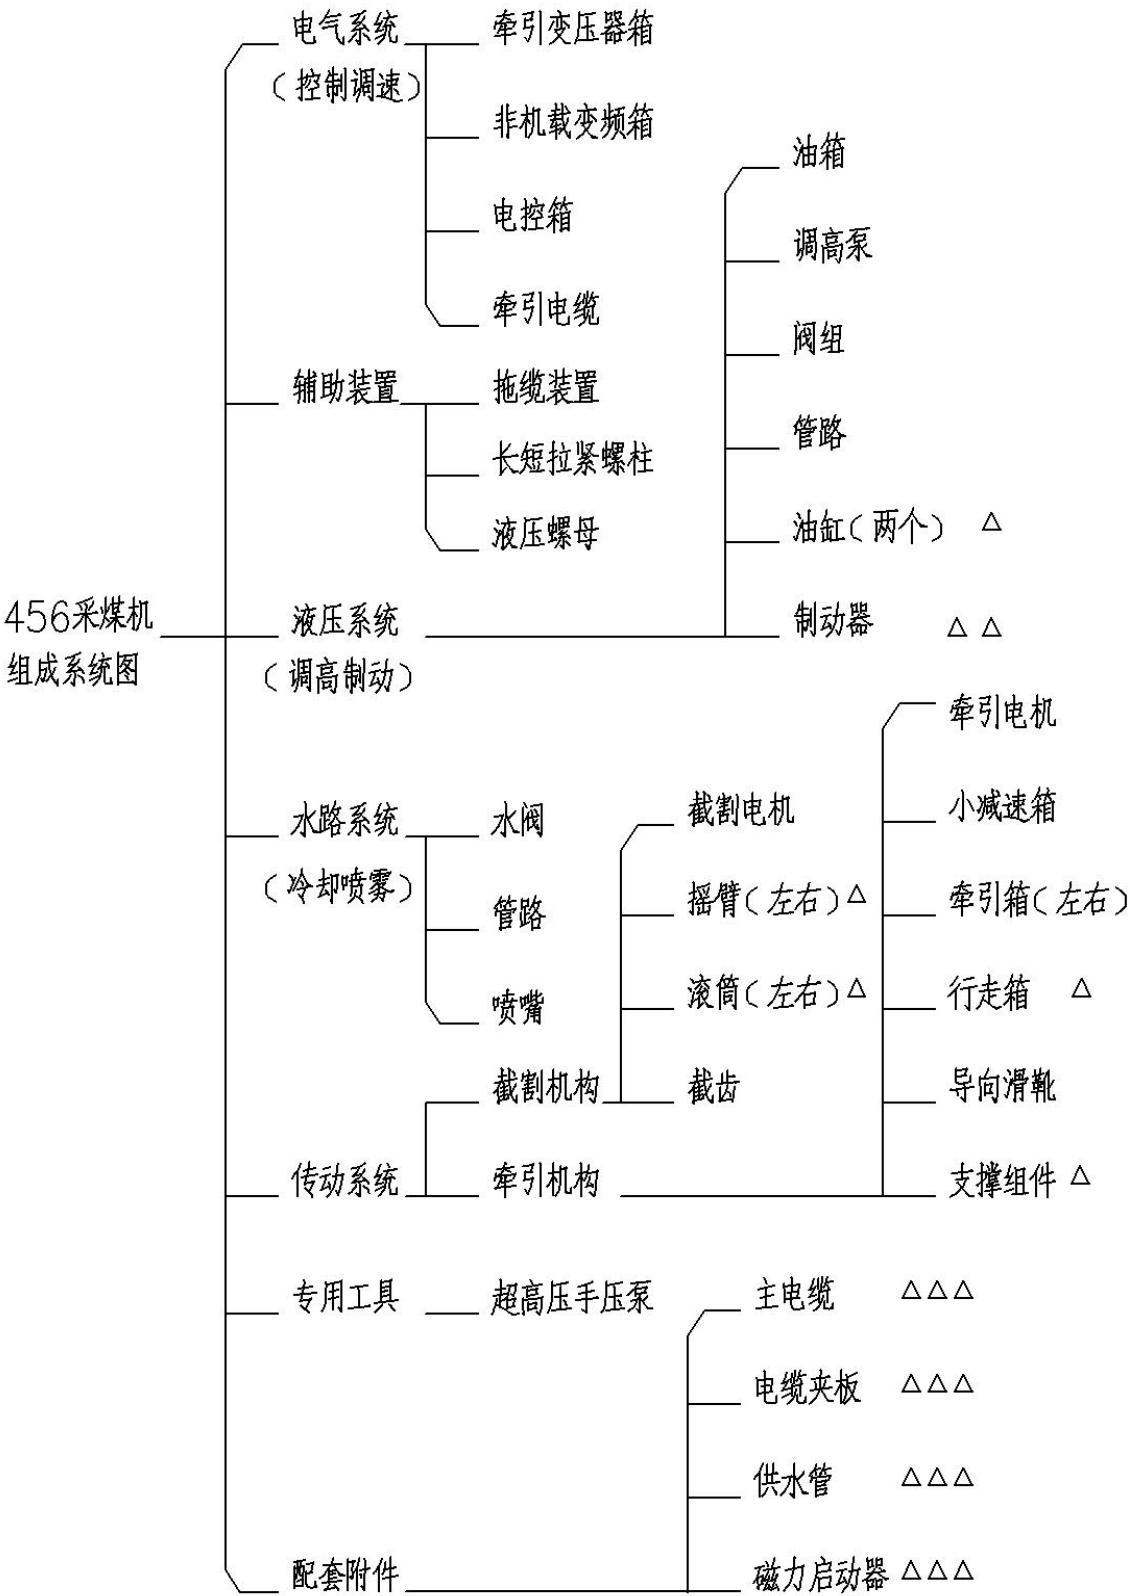 456采煤机
组成系统图
电气系统
（控制调速）
牵引变压器箱
非机载变频箱
电控箱
牵引电缆
辅助装置
拖缆装置
长短拉紧螺柱
液压螺母
液压系统
（调高制动）
油箱
调高泵
阀组
管路
油缸（两个） △
制动器 △ △
水路系统
（冷却喷雾）
水阀
管路
喷嘴
传动系统
截割机构
截割电机
摇臂（左右）△
滚筒（左右）△
截齿
牵引机构
牵引电机
小减速箱
牵引箱（左右）
行走箱 △
导向滑靴
支撑组件 △
专用工具
超高压手压泵
配套附件
主电缆 △△△
电缆夹板 △△△
供水管 △△△
磁力启动器 △△△